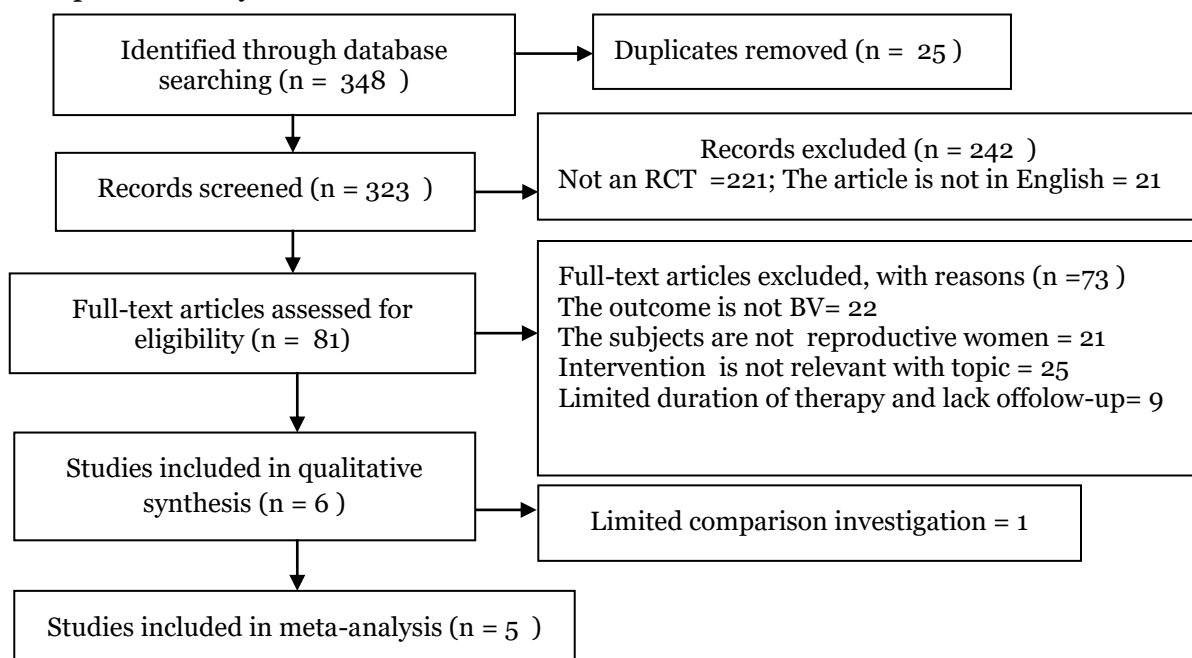 Identified through database
searching (n = 348 )
Duplicates removed (n = 25 )
Records screened (n = 323 )
Records excluded (n = 242 )
Not an RCT =221; The article is not in English = 21
Full-text articles assessed for
eligibility (n = 81)
Full-text articles excluded, with reasons (n =73 )
The outcome is not BV= 22
The subjects are not reproductive women = 21
Intervention is not relevant with topic = 25
Limited duration of therapy and lack offolow-up= 9
Studies included in qualitative
synthesis (n = 6 )
Limited comparison investigation = 1
Studies included in meta-analysis (n = 5 )